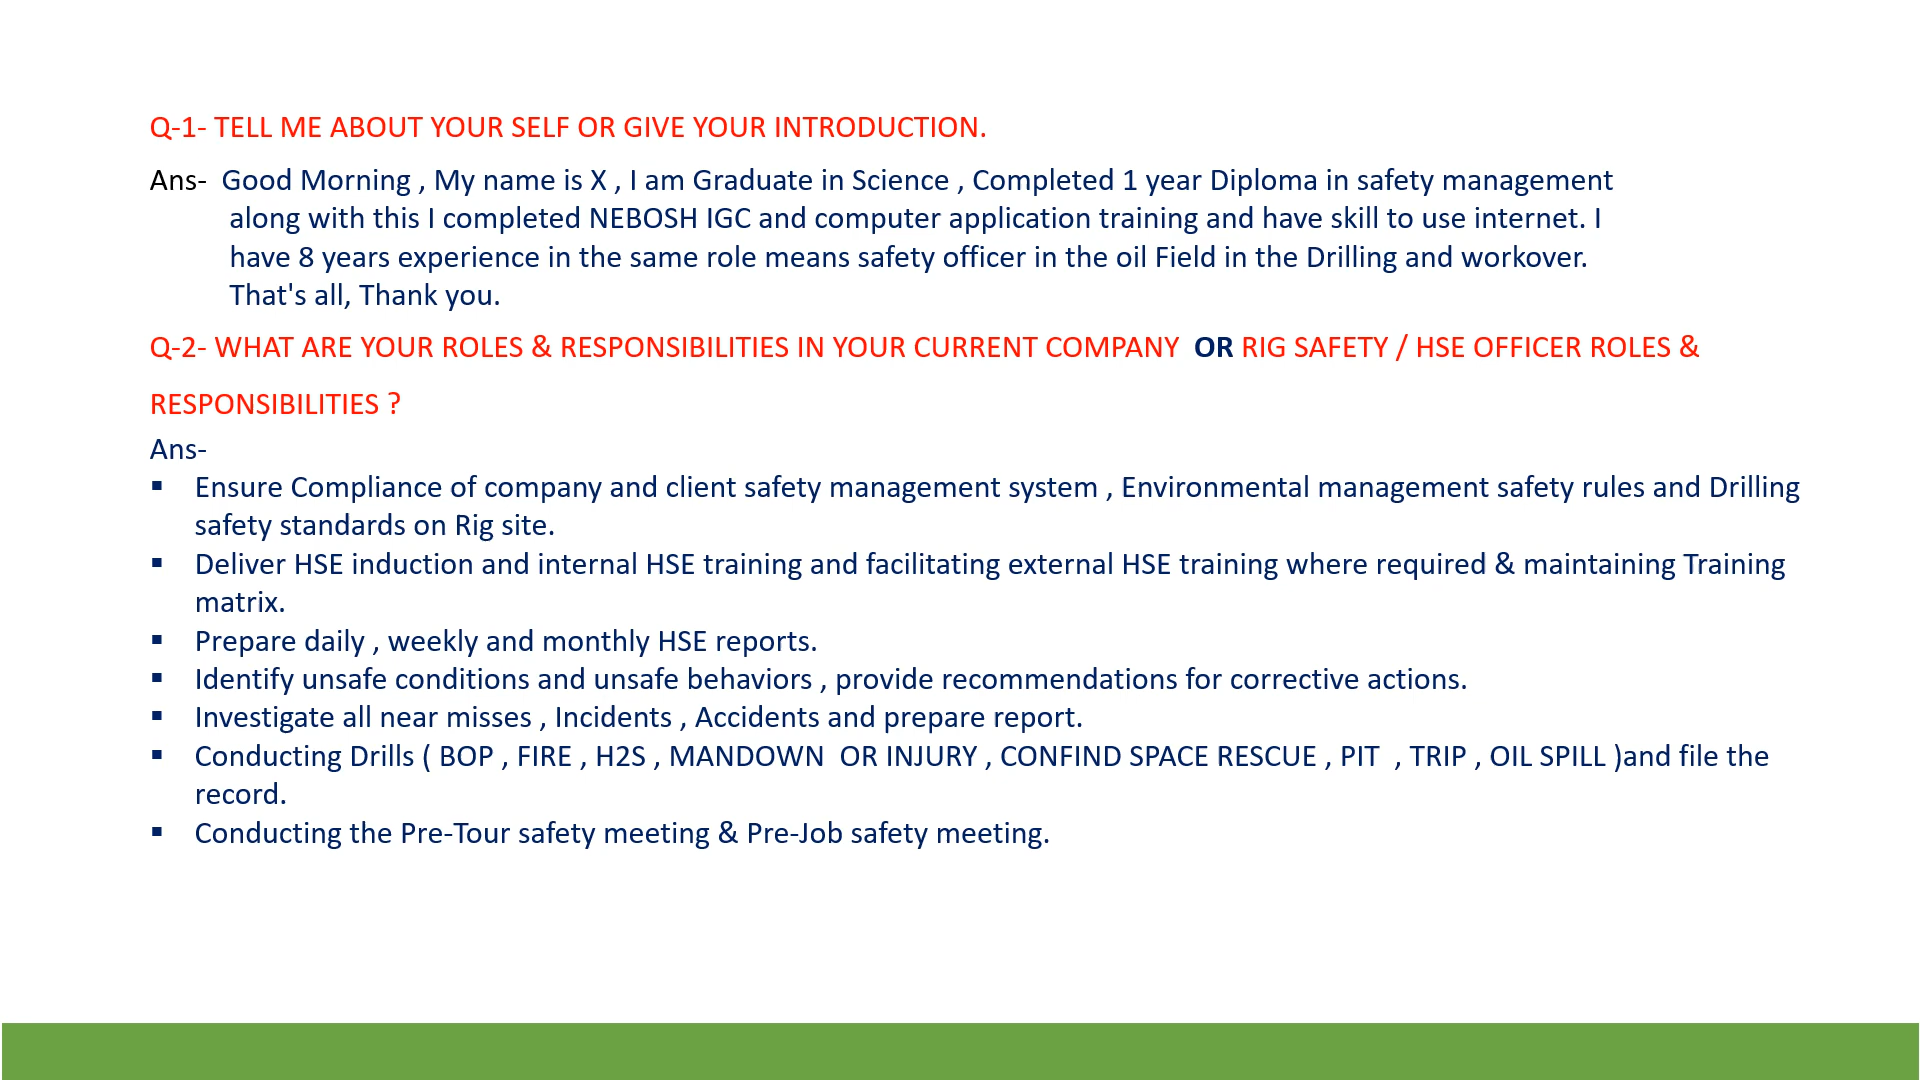 Q-1- TELL ME ABOUT YOUR SELF OR GIVE YOUR INTRODUCTION.
Ans- Good Morning , My name is X , I am Graduate in Science , Completed 1 year Diploma in safety management
along with this I completed NEBOSH IGC and computer application training and have skill to use internet. I
have 8 years experience in the same role means safety officer in the oil Field in the Drilling and workover.
That's all, Thank you.
Q-2- WHAT ARE YOUR ROLES & RESPONSIBILITIES IN YOUR CURRENT COMPANY OR RIG SAFETY / HSE OFFICER ROLES &
RESPONSIBILITIES ?
Ans-
▪ Ensure Compliance of company and client safety management system , Environmental management safety rules and Drilling
safety standards on Rig site.
▪ Deliver HSE induction and internal HSE training and facilitating external HSE training where required & maintaining Training
matrix.
▪ Prepare daily , weekly and monthly HSE reports.
▪ Identify unsafe conditions and unsafe behaviors , provide recommendations for corrective actions.
▪ Investigate all near misses , Incidents , Accidents and prepare report.
▪ Conducting Drills ( BOP , FIRE , H2S , MANDOWN OR INJURY , CONFIND SPACE RESCUE , PIT , TRIP , OIL SPILL )and file the
record.
▪ Conducting the Pre-Tour safety meeting & Pre-Job safety meeting.